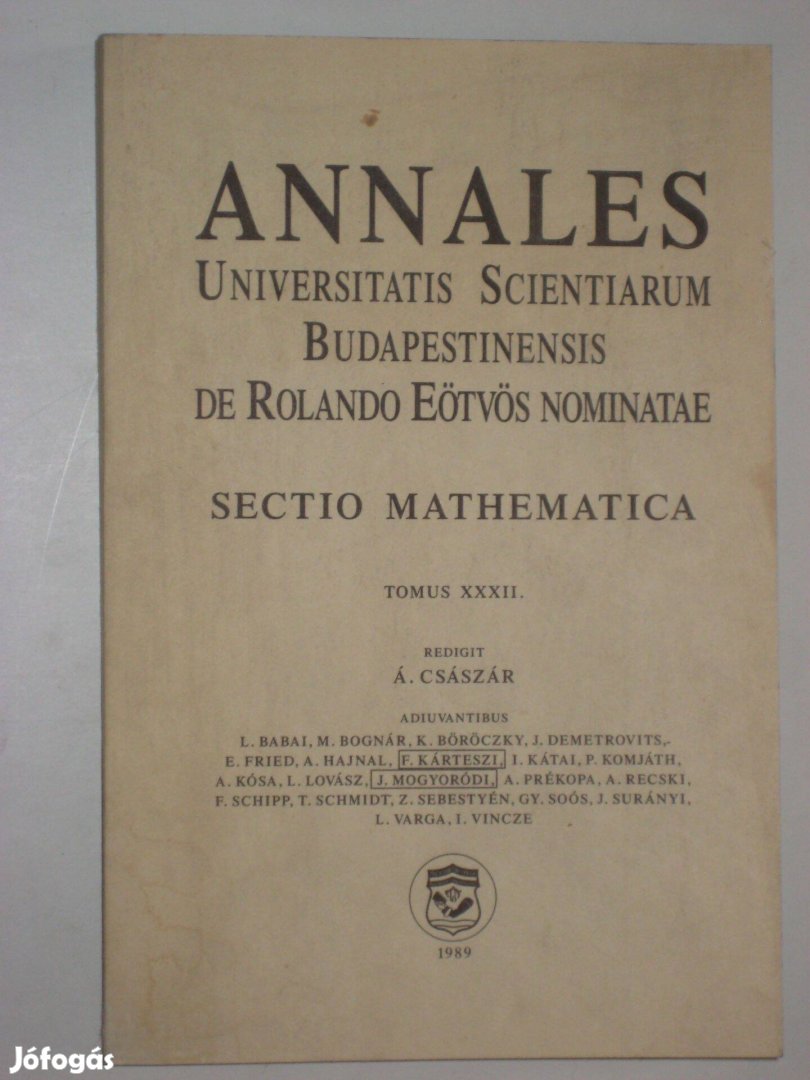 ANNALES
UNIVERSITATIS SCIENTIARUM
BUDAPESTINENSIS
DE ROLANDO EÖTVÖS NOMINATAE
SECTIO MATHEMATICA
TOMUS XXXII.
REDIGIT
Á. CSÁSZÁR
ADIUVANTIBUS
L. BABAI, M. BOGNÁR, K. BÖRÖCZKY, J. DEMETROVITS,
E. FRIED, A. HAJNAL, F. KÁRTESZI, I. KÁTAI, P. KOMJÁTH,
A. KÓSA, L. LOVÁSZ, J. MOGYORÓDI, A. PRÉKOPA, A. RECSKI,
F. SCHIPP, T. SCHMIDT, Z. SEBESTYÉN, GY. SOÓS, J. SURÁNYI,
L. VARGA, I. VINCZE
1989
Jófogás